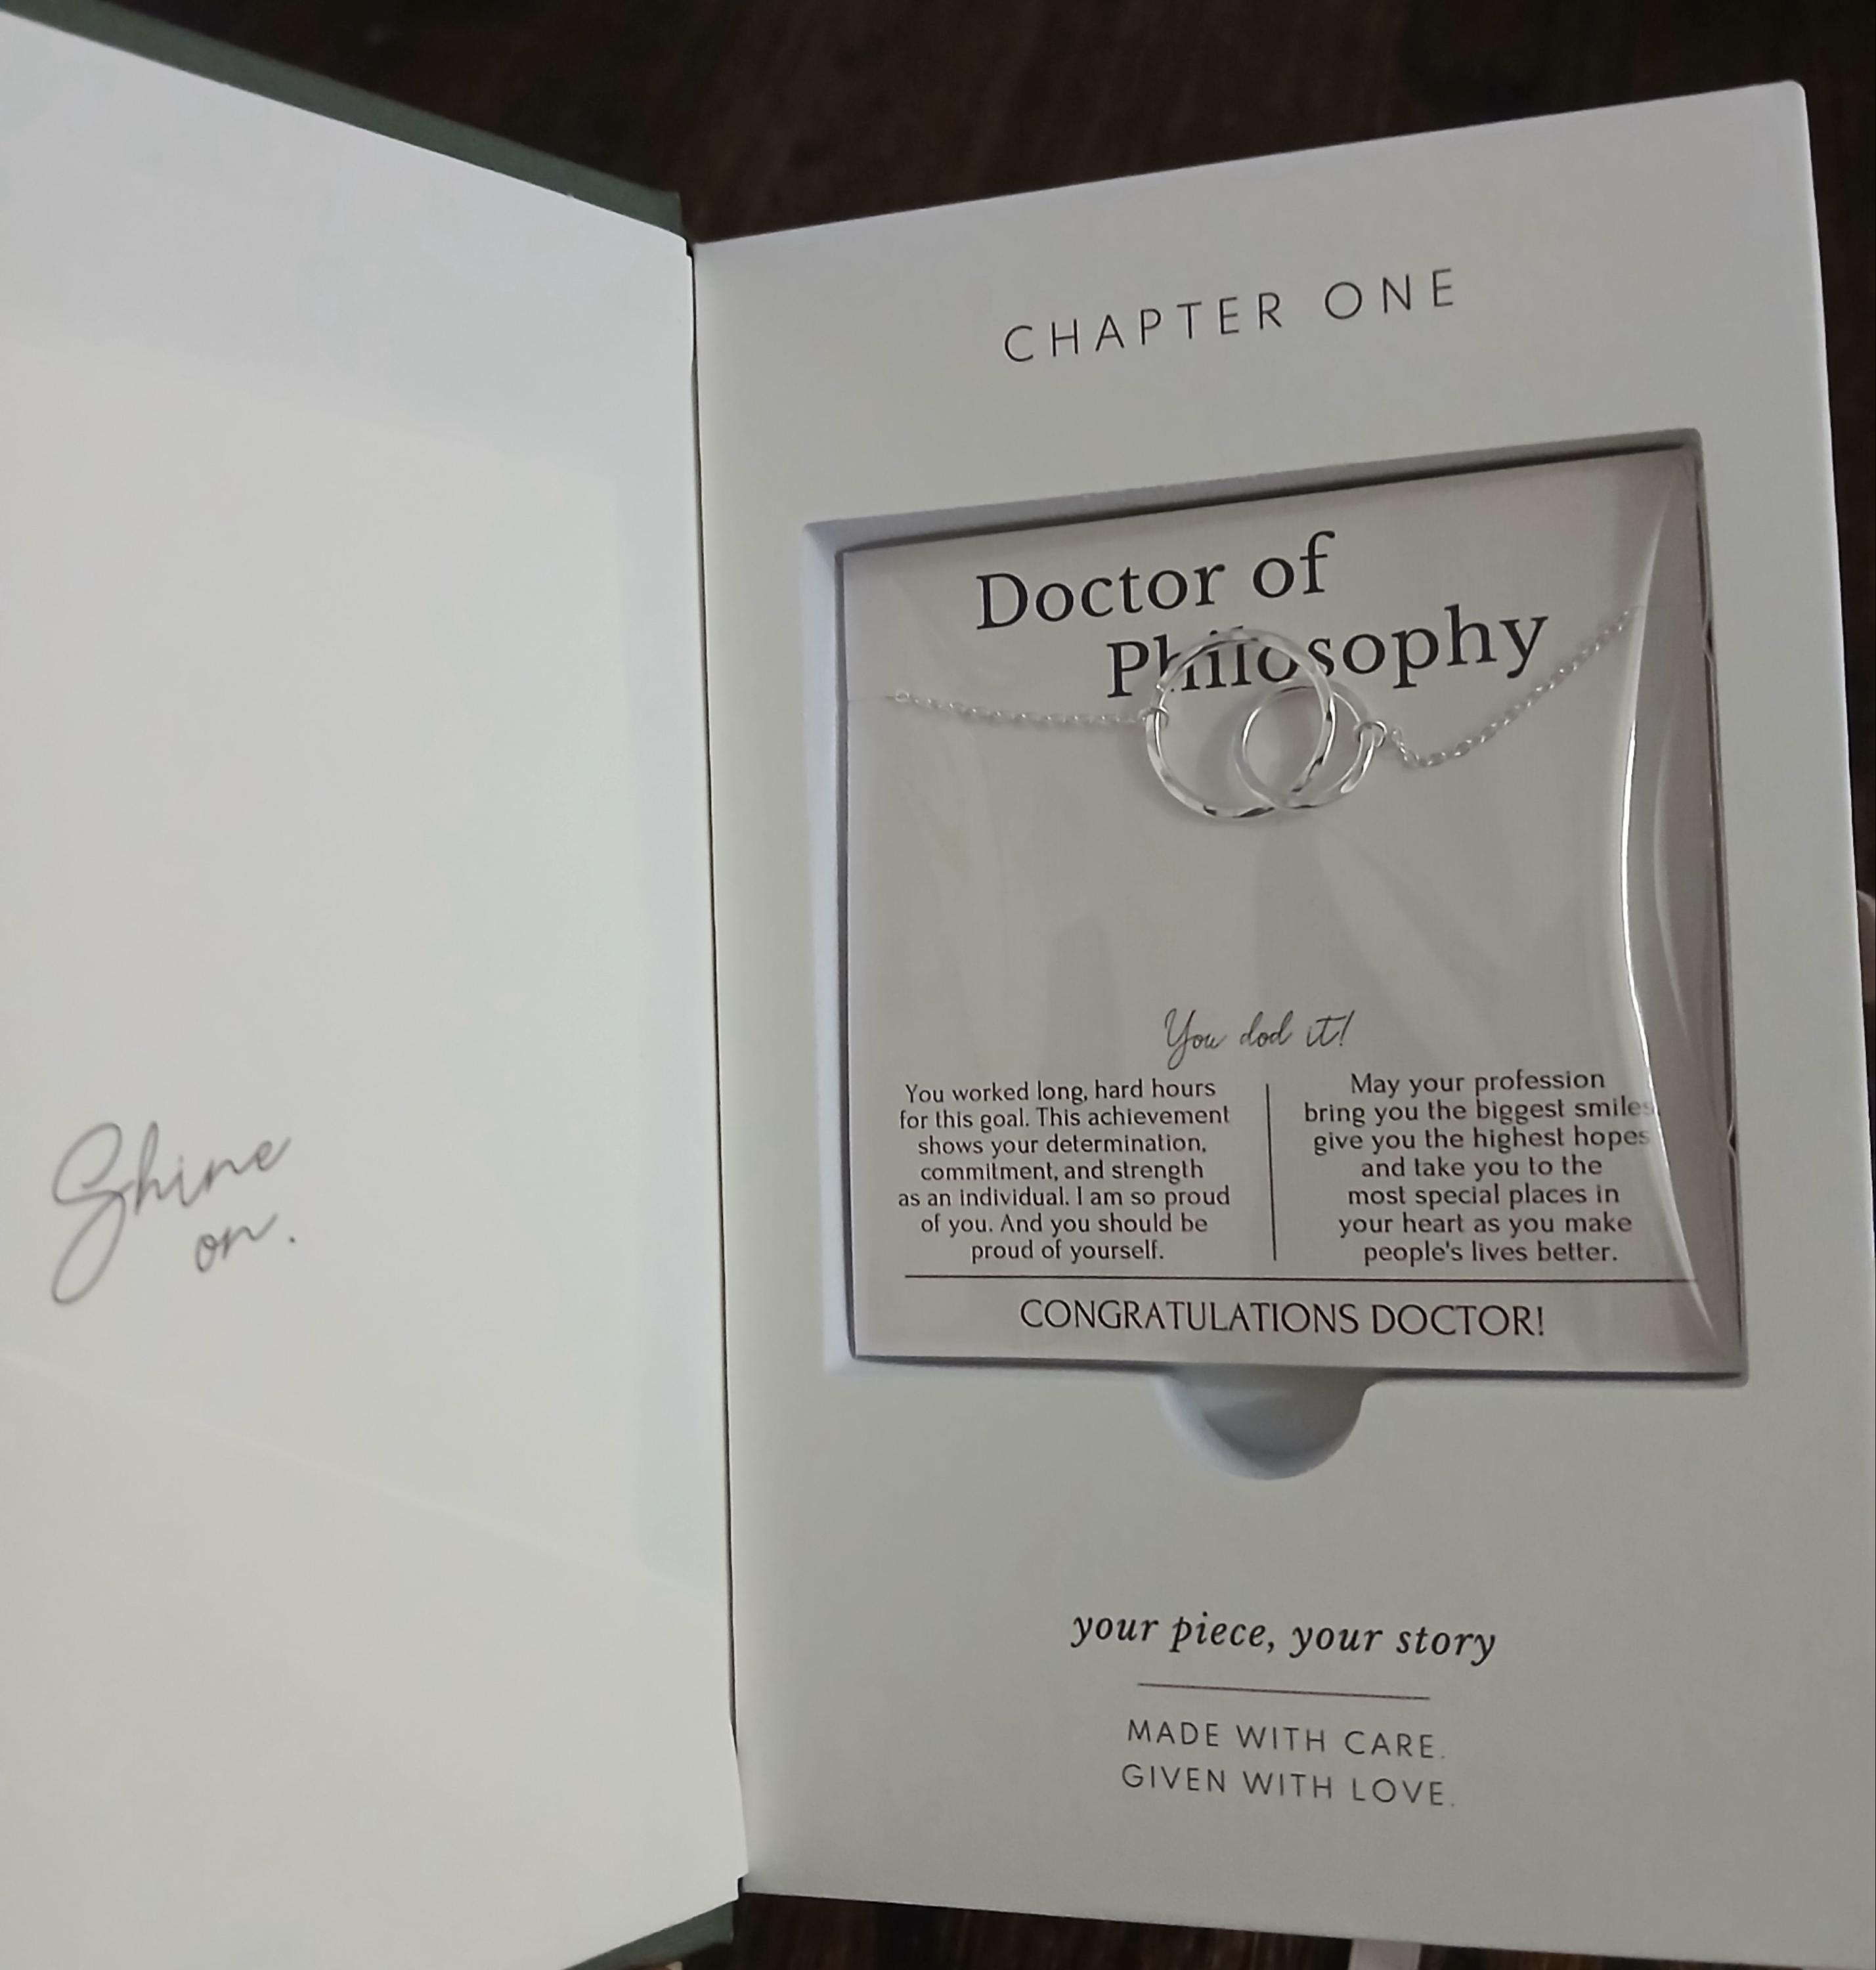 Shine
on.
CHAPTER ONE
Doctor of
Philosophy
You dod it!
You worked long, hard hours
for this goal. This achievement
shows your determination,
commitment, and strength
as an individual. I am so proud
of you. And you should be
proud of yourself.
May your profession
bring you the biggest smiles
give you the highest hopes
and take you to the
most special places in
your heart as you make
people's lives better.
CONGRATULATIONS DOCTOR!
your piece, your story
MADE WITH CARE.
GIVEN WITH LOVE.